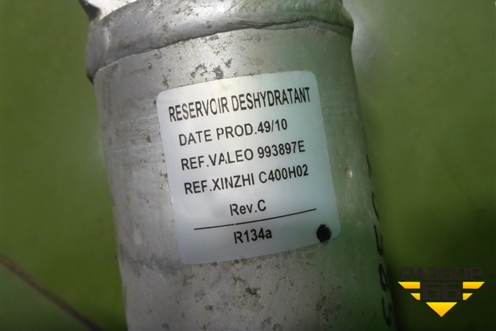 RESERVOIR DESHYDRATANT
DATE PROD.49/10
REF.VALEO 993897E
REF.XINZHI C400H02
Rev.C
R134a